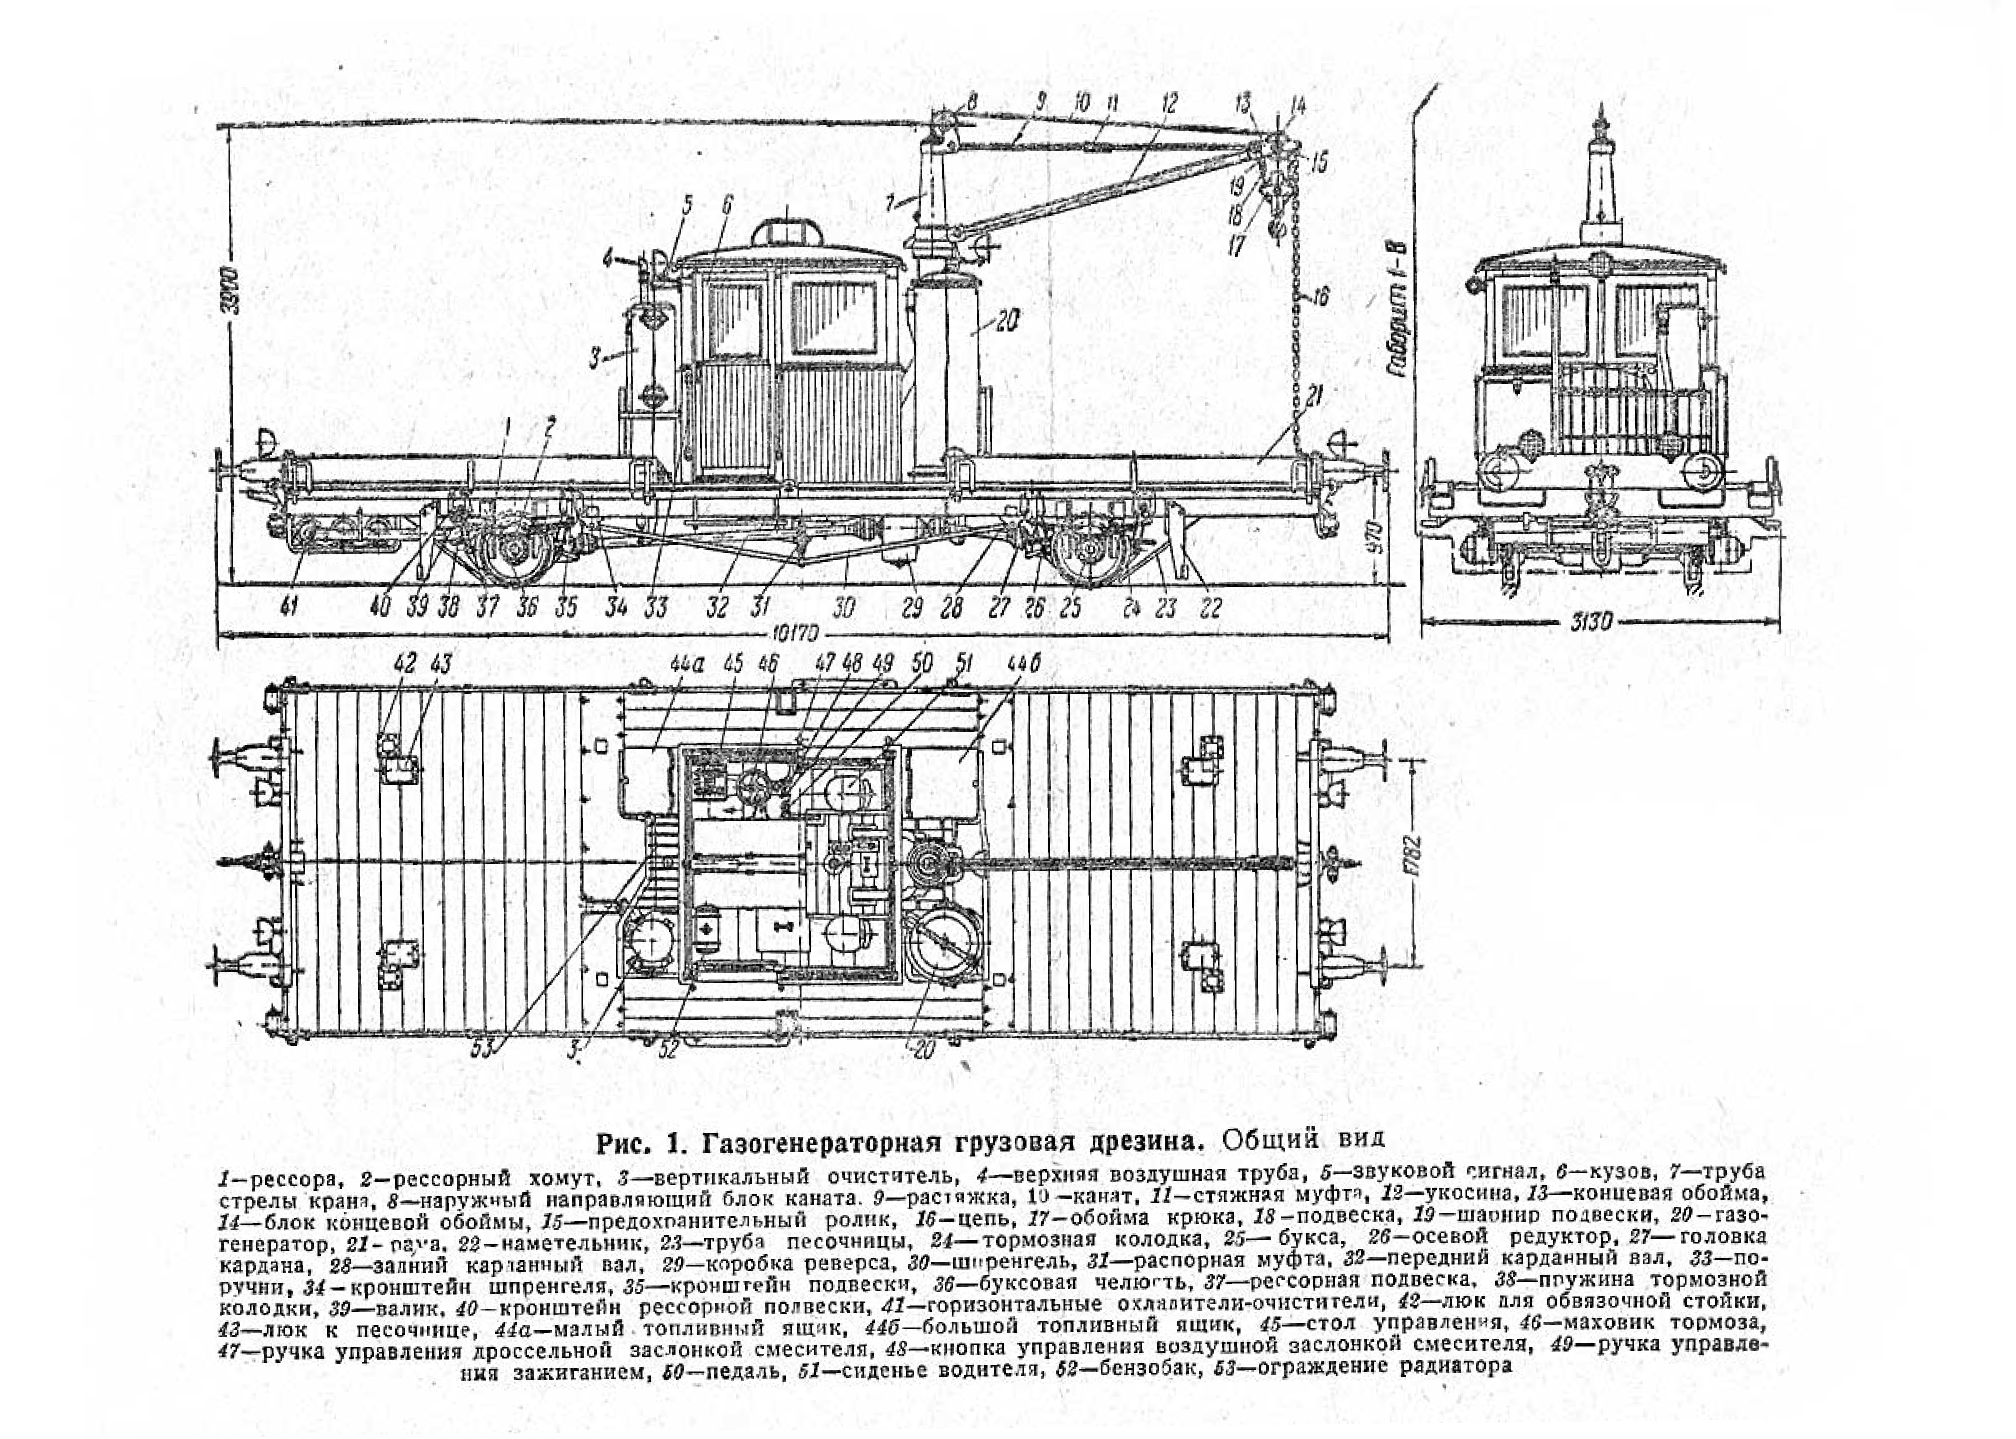 8 9 10 11 12 13 14
5 6 7 15
4 19
18
17
3900 16 Габарит 1-В
3 20
1 2 21
970
41 40 39 38 37 36 35 34 33 32 31 30 29 28 27 26 25 24 23 22
10170 3130
42 43 44а 45 46 47 48 49 50 51 44б
1782
53 3 52 20
Рис. 1. Газогенераторная грузовая дрезина. Общий вид
1—рессора, 2—рессорный хомут, 3—вертикальный очиститель, 4—верхняя воздушная труба, 5—звуковой сигнал, 6—кузов, 7—труба
стрелы крана, 8—наружный направляющий блок каната. 9—растяжка, 10—канат, 11—стяжная муфта, 12—укосина, 13—концевая обойма,
14—блок концевой обоймы, 15—предохранительный ролик, 16—цепь, 17—обойма крюка, 18—подвеска, 19—шарнир подвески, 20—газо-
генератор, 21—рама, 22—наметельник, 23—труба песочницы, 24—тормозная колодка, 25—букса, 26—осевой редуктор, 27—головка
кардана, 28—задний карданный вал, 29—коробка реверса, 30—шпренгель, 31—распорная муфта, 32—передний карданный вал, 33—по-
ручни, 34—кронштейн шпренгеля, 35—кронштейн подвески, 36—буксовая челюсть, 37—рессорная подвеска, 38—пружина тормозной
колодки, 39—валик, 40—кронштейн рессорной подвески, 41—горизонтальные охладители-очистители, 42—люк для обвязочной стойки,
43—люк к песочнице, 44а—малый топливный ящик, 44б—большой топливный ящик, 45—стол управления, 46—маховик тормоза,
47—ручка управления дроссельной заслонкой смесителя, 48—кнопка управления воздушной заслонкой смесителя, 49—ручка управле-
ния зажиганием, 50—педаль, 51—сиденье водителя, 52—бензобак, 53—ограждение радиатора